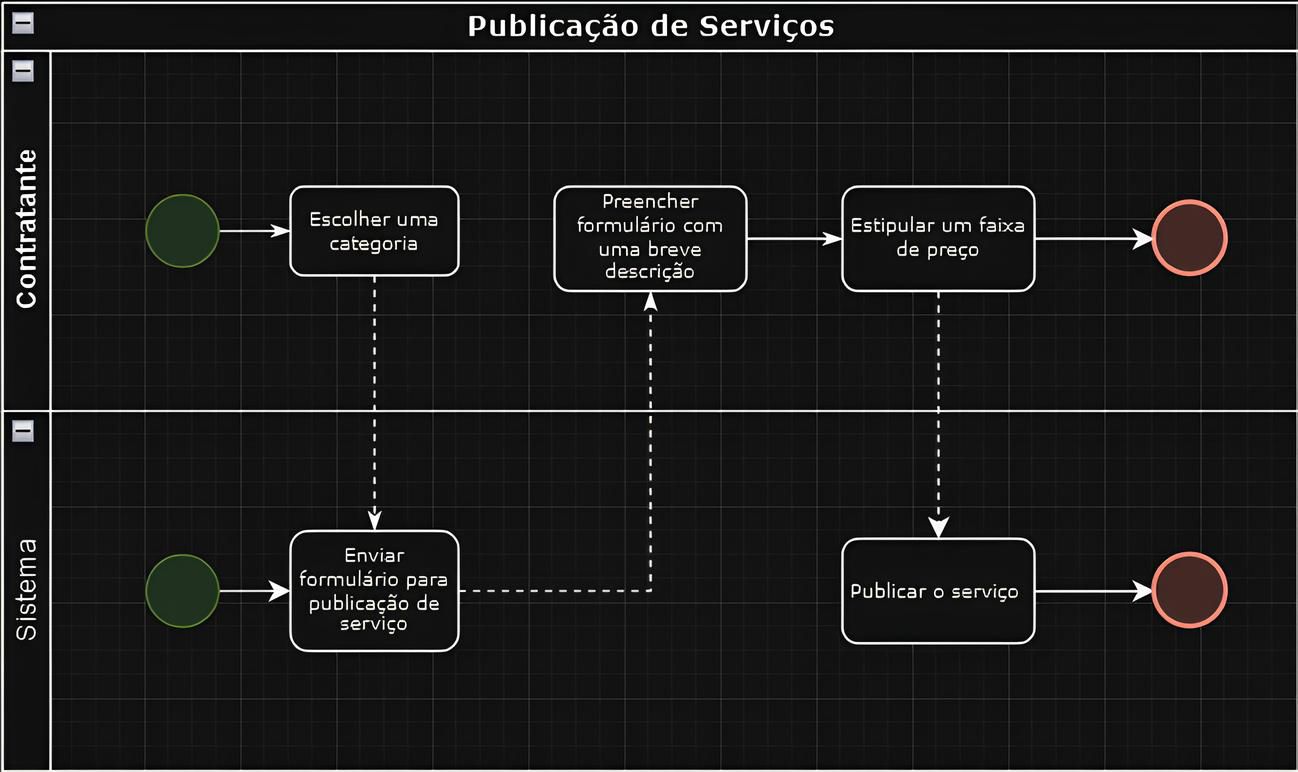 Publicação de Serviços
Contratante
Escolher uma
categoria
Preencher
formulário com
uma breve
descrição
Estipular um faixa
de preço
Sistema
Enviar
formulário para
publicação de
serviço
Publicar o serviço